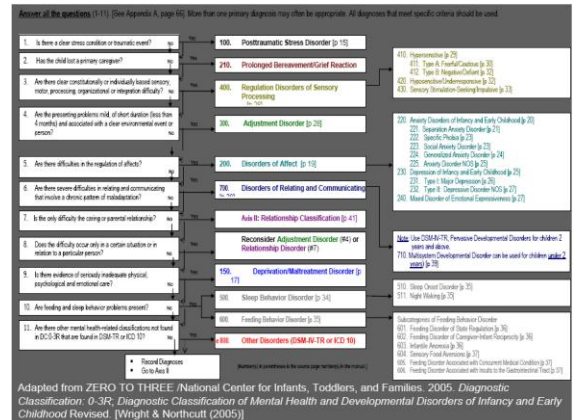 Answer all the questions (1-11). [See Appendix A, page 66]. More than one primary diagnosis may often be appropriate. All diagnoses that meet specific criteria should be used.
1. Is there a clear stress condition or traumatic event? No
Yes
100. Posttraumatic Stress Disorder [p 15]
2. Has the child lost a primary caregiver? No
Yes
210. Prolonged Bereavement/Grief Reaction
3. Are there clear constitutionally or individually based sensory,
motor, processing, organizational or integration difficulty? No
Yes
400. Regulation Disorders of Sensory
Processing
4. Are the presenting problems mild, of short duration (less
than 4 months) and associated with a clear environmental event or
person? No
Yes
300. Adjustment Disorder [p 28]
5. Are there difficulties in the regulation of affects? No
Yes
200. Disorders of Affect [p 19]
6. Are there severe difficulties in relating and communicating
that involve a chronic pattern of maladaptation? No
Yes
700. Disorders of Relating and Communicating
7. Is the only difficulty the caring or parental relationship? No
Yes
Axis II: Relationship Classification [p 41]
8. Does the difficulty occur only in a certain situation or in
relation to a particular person? No
Yes
Reconsider Adjustment Disorder (#4) or
Relationship Disorder (#7)
9. Is there evidence of seriously inadequate physical,
psychological and emotional care? No
Yes
150. Deprivation/Maltreatment Disorder [p
17]
10. Are feeding and sleep behavior problems present? No
Yes
500. Sleep Behavior Disorder [p 34]
600. Feeding Behavior [p 35]
11. Are there other mental health-related classifications not found
in DC:0-3R that are found in DSM-IV-TR or ICD 10? No
Yes
800. Other Disorders (DSM-IV-TR or ICD 10)
• Record Diagnoses
• Go to Axis II
410. Hypersensitive [p 29]
411. Type A: Fearful/Cautious [p 30]
412. Type B: Negative/Defiant [p 32]
420. Hyposensitive/Underresponsive [p 32]
430. Sensory Stimulation-Seeking/Impulsive [p 33]
220. Anxiety Disorders of Infancy and Early Childhood [p 20]
221. Separation Anxiety Disorder [p 21]
222. Specific Phobia [p 23]
223. Social Anxiety Disorder [p 23]
224. Generalized Anxiety Disorder [p 24]
225. Anxiety Disorder NOS [p 25]
230. Depression of Infancy and Early Childhood [p 25]
231. Type I: Major Depression [p 26]
232. Type II: Depressive Disorder NOS [p 27]
240. Mixed Disorder of Emotional Expressiveness [p 27]
Note: Use DSM-IV-TR, Pervasive Developmental Disorders for children 2
years and above.
710. Multisystem Developmental Disorder can be used for children under 2
years) [p 38]
510. Sleep Onset Disorder [p 35]
511. Night Waking [p 35]
Subcategories of Feeding Behavior Disorder
601. Feeding Disorder of State Regulation [p 36]
602. Feeding Disorder of Caregiver-Infant Reciprocity [p 36]
603. Infantile Anorexia [p 36]
604. Sensory Food Aversions [p 37]
605. Feeding Disorder Associated with Concurrent Medical Condition [p 37]
606. Feeding Disorder Associated with Insults to the Gastrointestinal Tract [p 37]
Adapted from ZERO TO THREE /National Center for Infants, Toddlers, and Families. 2005. Diagnostic
Classification: 0-3R, Diagnostic Classification of Mental Health and Developmental Disorders of Infancy and Early
Childhood Revised. [Wright & Northcutt (2005)]